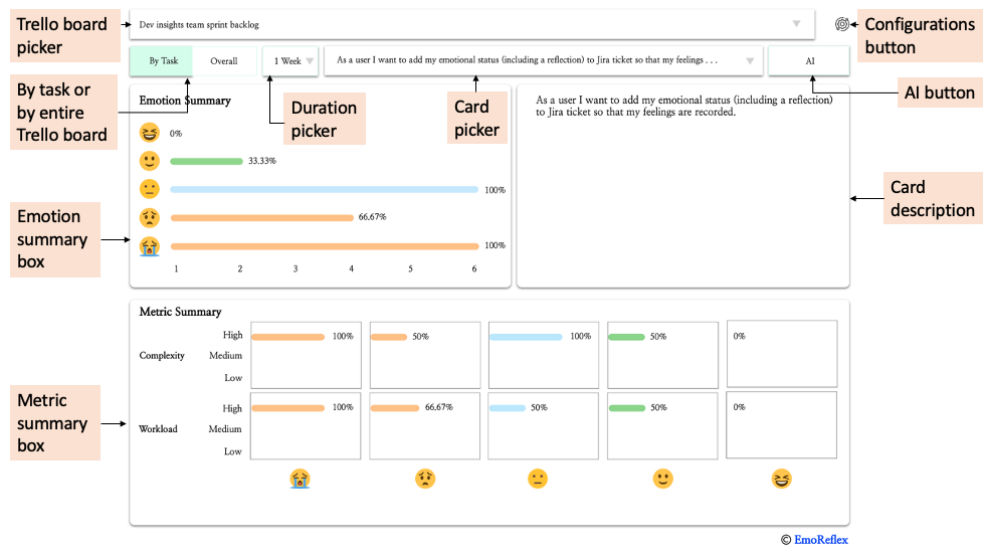 Trello board
picker
Dev insights team sprint backlog
Configurations
button
By Task
Overall
1 Week
As a user I want to add my emotional status (including a reflection) to Jira ticket so that my feelings . . .
AI
By task or
by entire
Trello board
Duration
picker
Card
picker
AI button
Emotion Summary
0%
33.33%
100%
66.67%
100%
1 2 3 4 5 6
As a user I want to add my emotional status (including a reflection)
to Jira ticket so that my feelings are recorded.
Card
description
Emotion
summary
box
Metric Summary
Complexity
High 100% 50% 100% 50% 0%
Medium
Low
Workload
High 100% 66.67% 50% 50% 0%
Medium
Low
Metric
summary
box
© EmoReflex